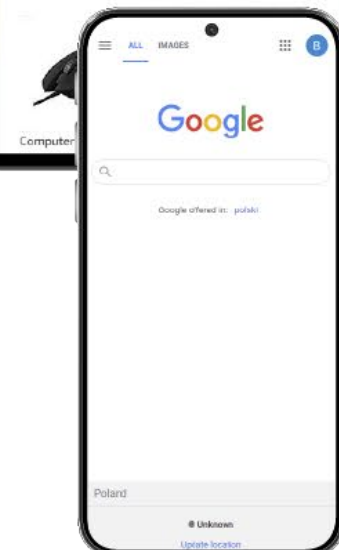 ALL IMAGES B
Google
Google offered in: polski
Computer
Poland
Unknown
Update location